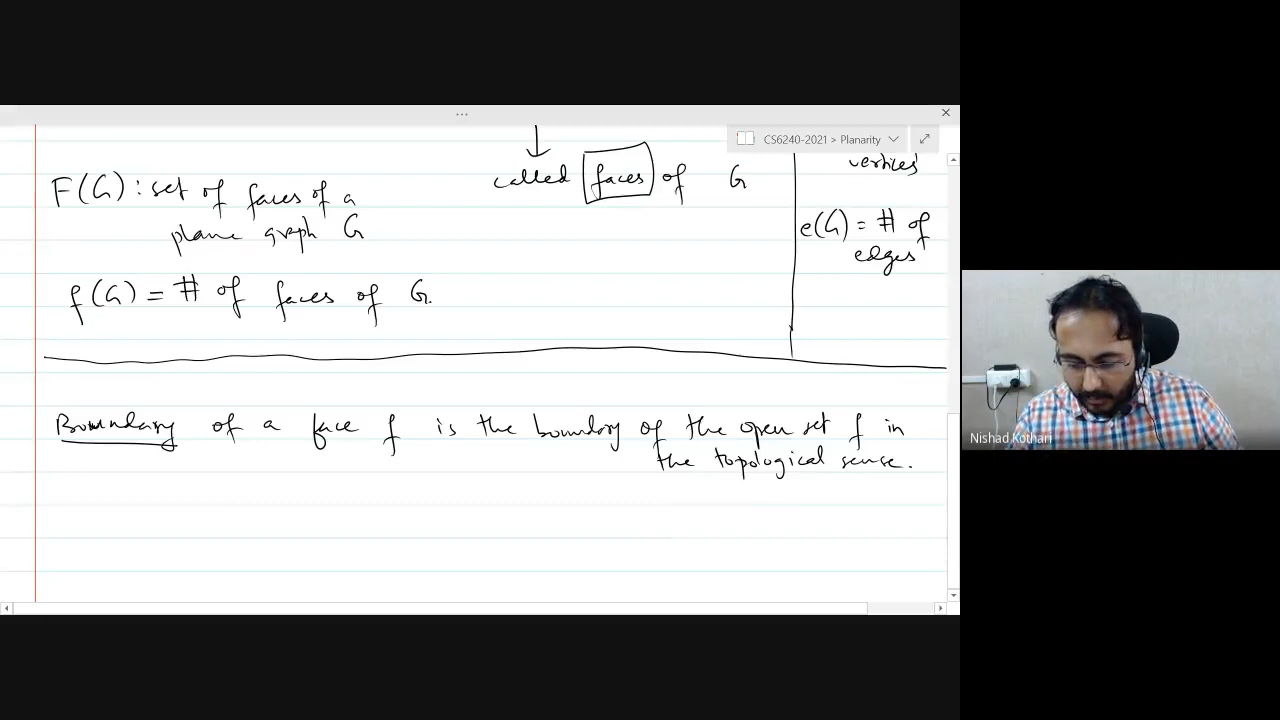 CS6240-2021 > Planarity
called faces of G
vertices
F(G) : set of faces of a
plane graph G
e(G) = # of
edges
f(G) = # of faces of G.
Boundary of a face f is the boundary of the open set f in
the topological sense.
Nishad Kothari